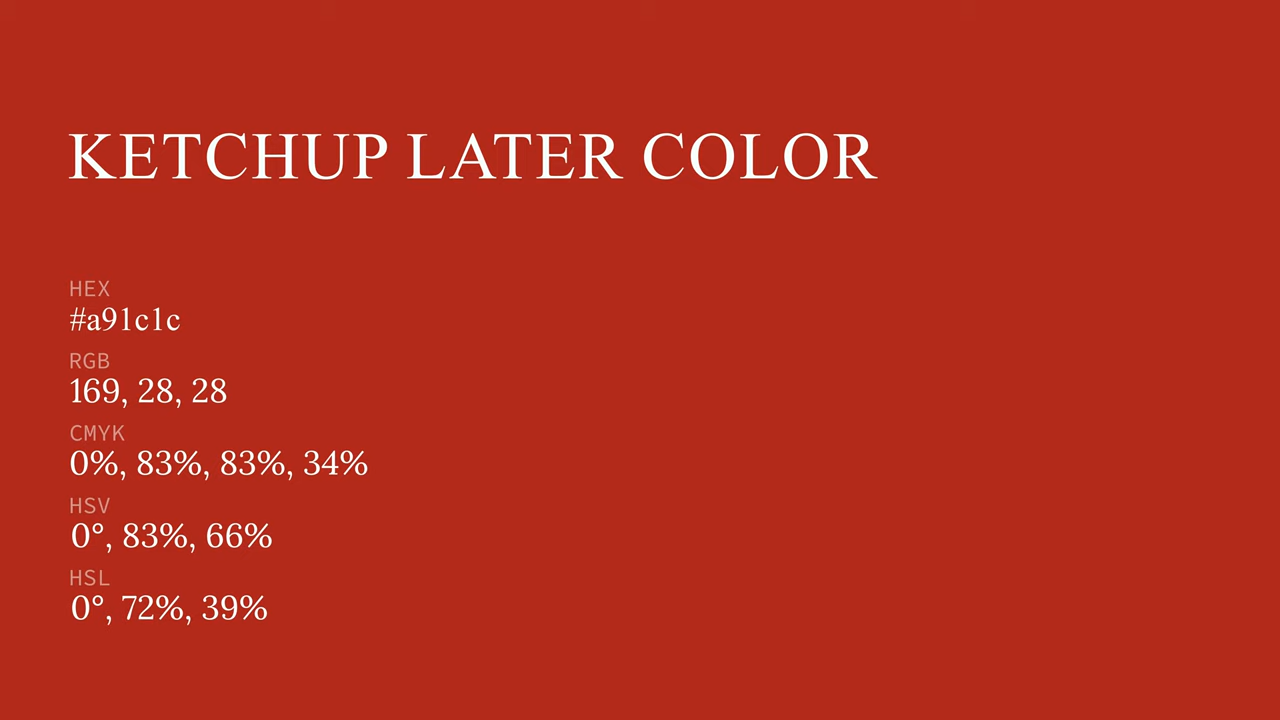 KETCHUP LATER COLOR
HEX
#a91c1c
RGB
169, 28, 28
CMYK
0%, 83%, 83%, 34%
HSV
0°, 83%, 66%
HSL
0°, 72%, 39%